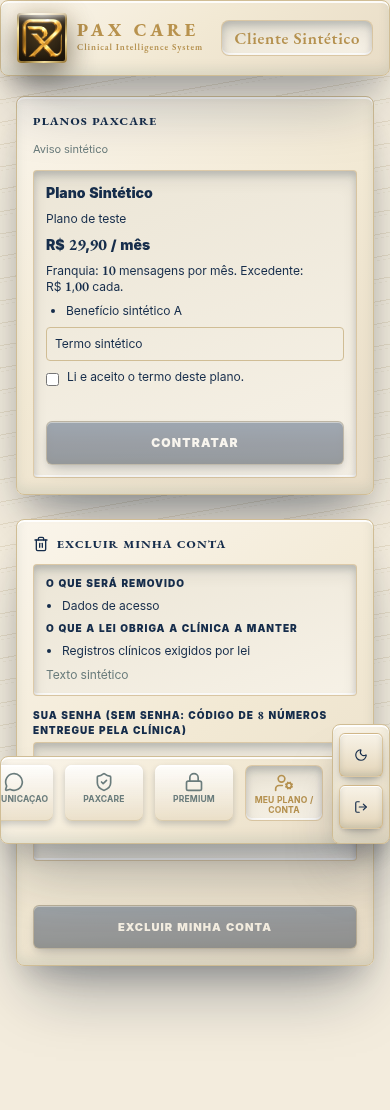 PAX CARE
Clinical Intelligence System
Cliente Sintético
PLANOS PAXCARE
Aviso sintético
Plano Sintético
Plano de teste
R$ 29,90 / mês
Franquia: 10 mensagens por mês. Excedente:
R$ 1,00 cada.
• Benefício sintético A
Termo sintético
Li e aceito o termo deste plano.
CONTRATAR
EXCLUIR MINHA CONTA
O QUE SERÁ REMOVIDO
• Dados de acesso
O QUE A LEI OBRIGA A CLÍNICA A MANTER
• Registros clínicos exigidos por lei
Texto sintético
SUA SENHA (SEM SENHA: CÓDIGO DE 8 NÚMEROS
ENTREGUE PELA CLÍNICA)
UNICAÇAO
PAXCARE
PREMIUM
MEU PLANO /
CONTA
EXCLUIR MINHA CONTA